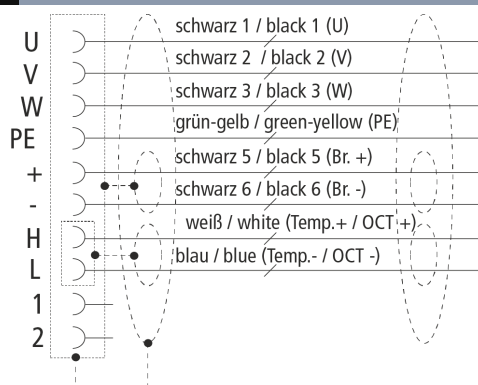 U schwarz 1 / black 1 (U)
V schwarz 2 / black 2 (V)
W schwarz 3 / black 3 (W)
PE grün-gelb / green-yellow (PE)
+ schwarz 5 / black 5 (Br. +)
- schwarz 6 / black 6 (Br. -)
H weiß / white (Temp.+ / OCT +)
L blau / blue (Temp.- / OCT -)
1
2